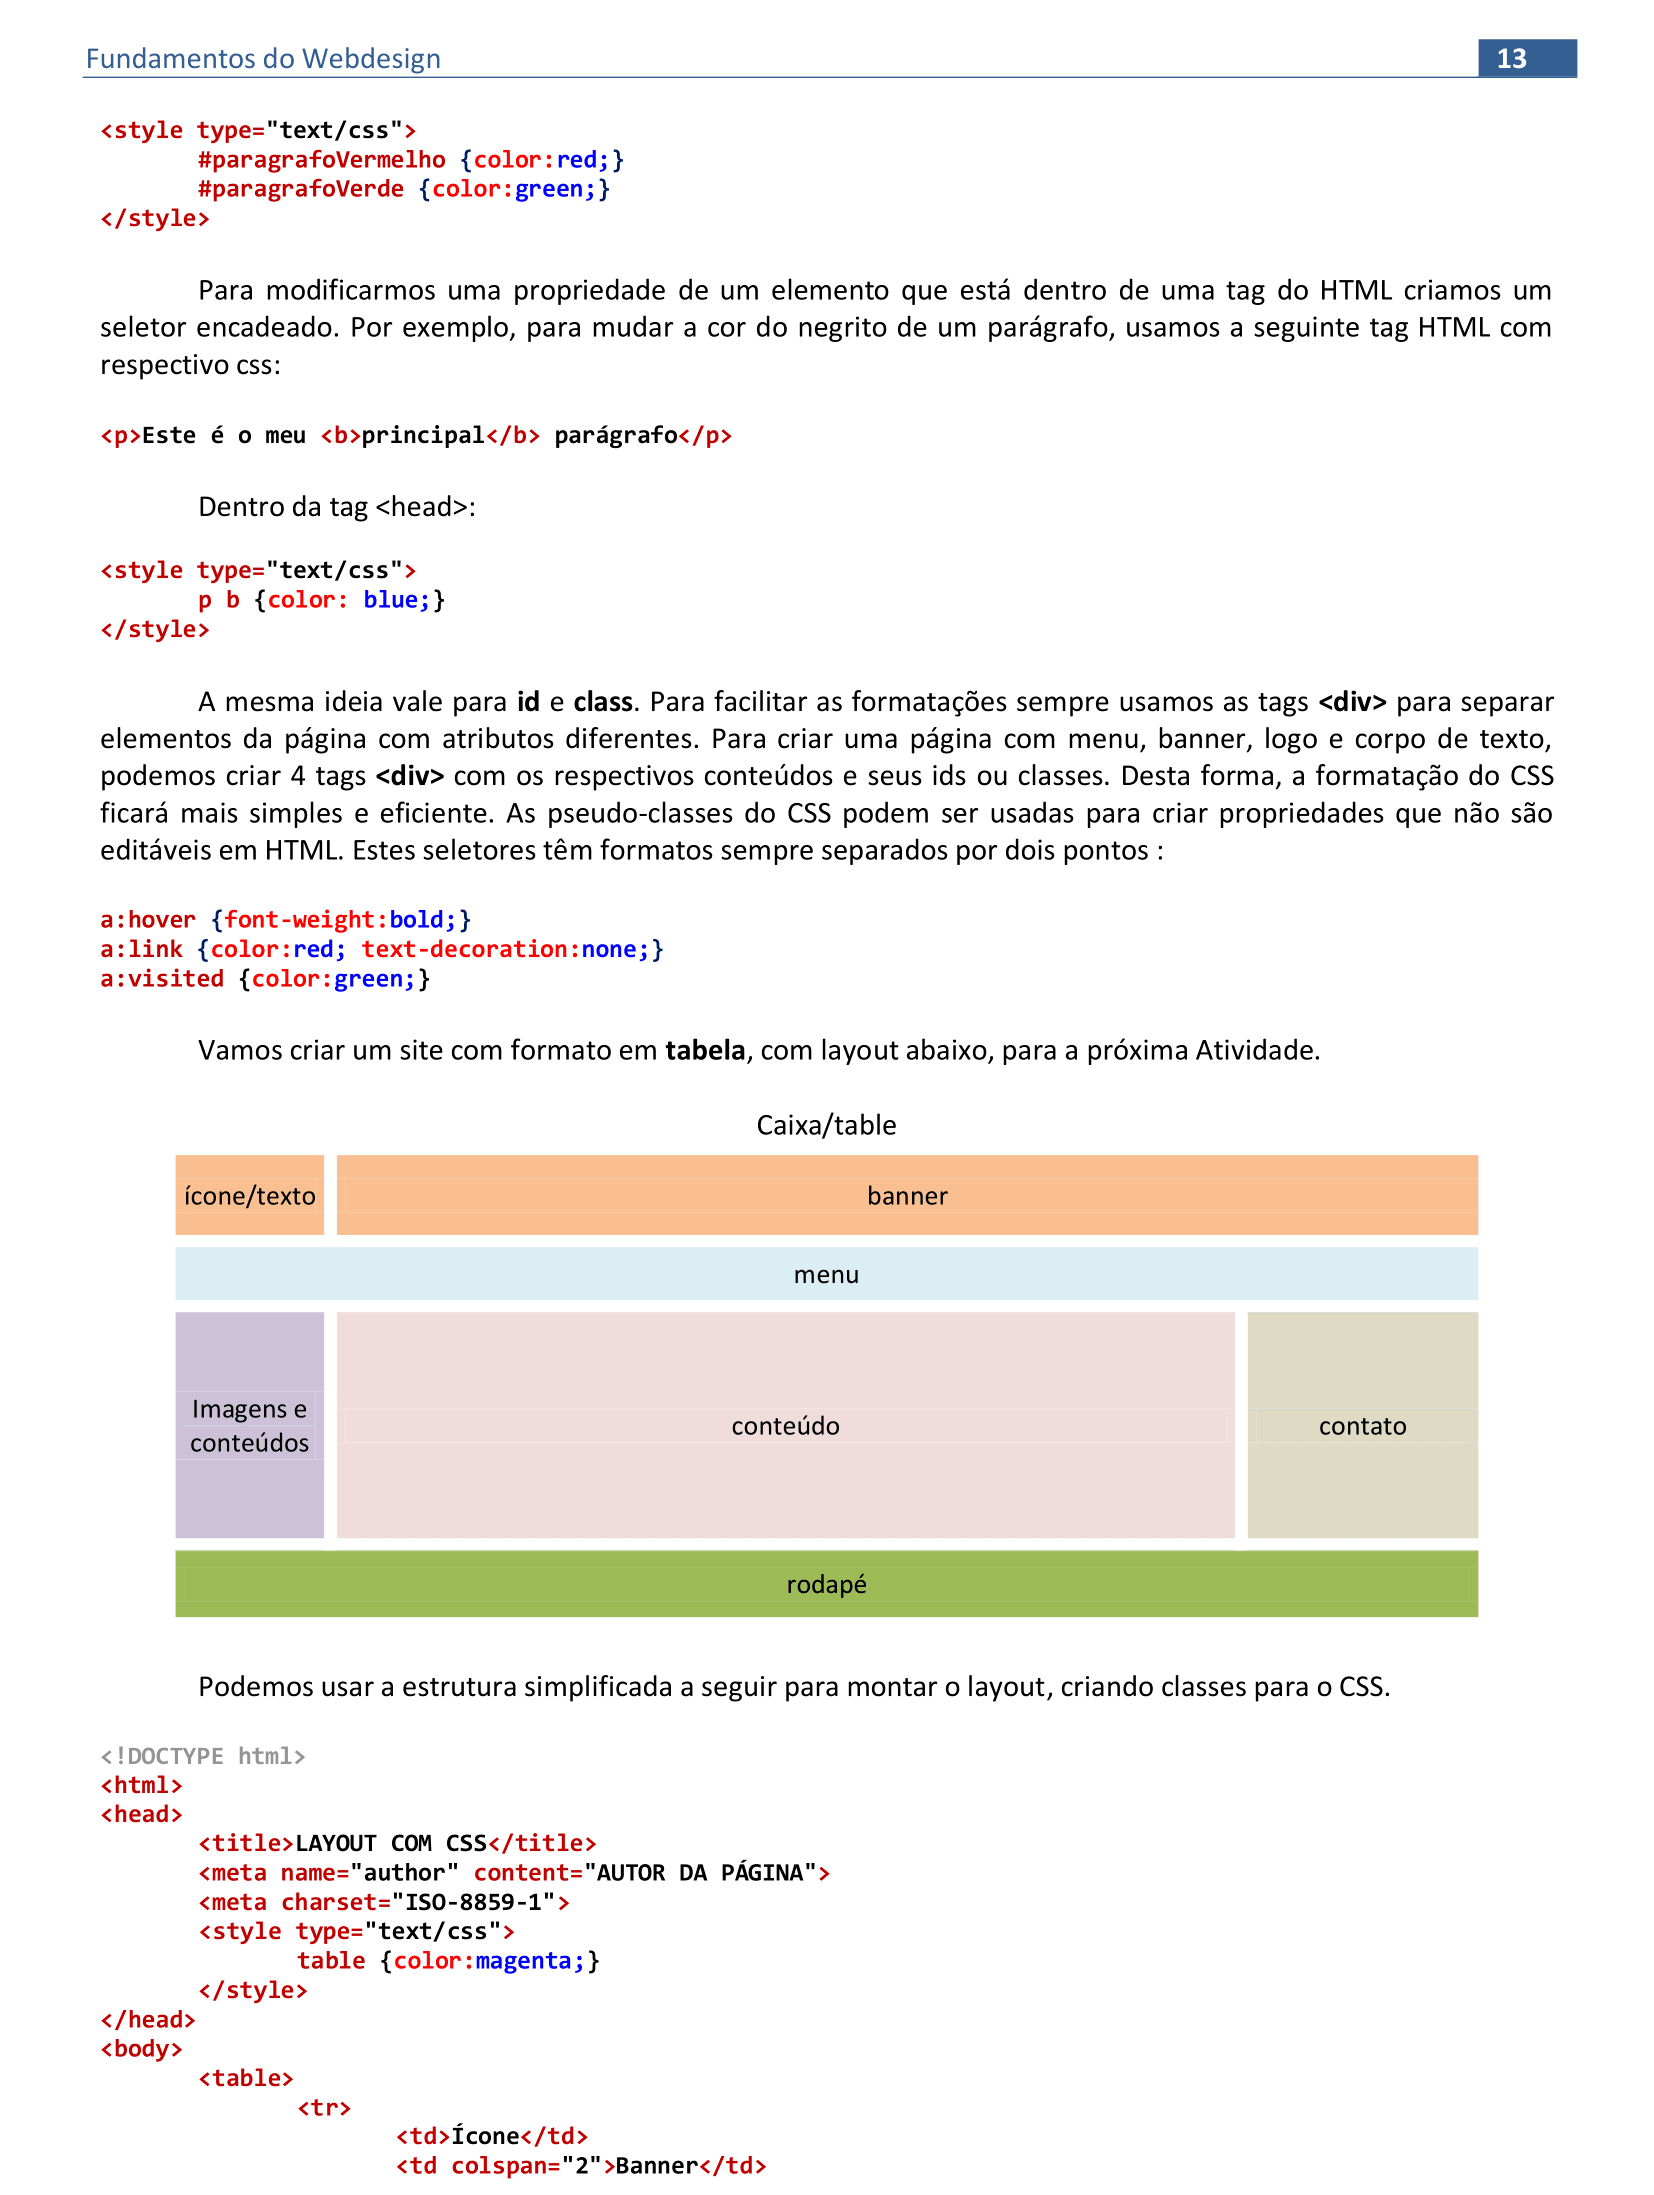 Fundamentos do Webdesign 13
<style type="text/css">
#paragrafoVermelho {color:red;}
#paragrafoVerde {color:green;}
</style>
Para modificarmos uma propriedade de um elemento que está dentro de uma tag do HTML criamos um
seletor encadeado. Por exemplo, para mudar a cor do negrito de um parágrafo, usamos a seguinte tag HTML com
respectivo css:
<p>Este é o meu <b>principal</b> parágrafo</p>
Dentro da tag <head>:
<style type="text/css">
p b {color: blue;}
</style>
A mesma ideia vale para id e class. Para facilitar as formatações sempre usamos as tags <div> para separar
elementos da página com atributos diferentes. Para criar uma página com menu, banner, logo e corpo de texto,
podemos criar 4 tags <div> com os respectivos conteúdos e seus ids ou classes. Desta forma, a formatação do CSS
ficará mais simples e eficiente. As pseudo-classes do CSS podem ser usadas para criar propriedades que não são
editáveis em HTML. Estes seletores têm formatos sempre separados por dois pontos :
a:hover {font-weight:bold;}
a:link {color:red; text-decoration:none;}
a:visited {color:green;}
Vamos criar um site com formato em tabela, com layout abaixo, para a próxima Atividade.
Caixa/table
ícone/texto banner
menu
Imagens e
conteúdos
conteúdo
contato
rodapé
Podemos usar a estrutura simplificada a seguir para montar o layout, criando classes para o CSS.
<!DOCTYPE html>
<html>
<head>
<title>LAYOUT COM CSS</title>
<meta name="author" content="AUTOR DA PÁGINA">
<meta charset="ISO-8859-1">
<style type="text/css">
table {color:magenta;}
</style>
</head>
<body>
<table>
<tr>
<td>Ícone</td>
<td colspan="2">Banner</td>